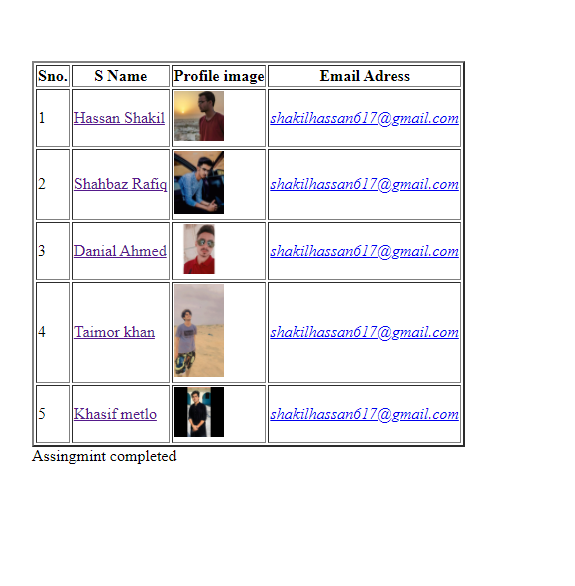 Sno. S Name Profile image Email Adress
1 Hassan Shakil shakilhassan617@gmail.com
2 Shahbaz Rafiq shakilhassan617@gmail.com
3 Danial Ahmed shakilhassan617@gmail.com
4 Taimor khan shakilhassan617@gmail.com
5 Khasif metlo shakilhassan617@gmail.com
Assingmint completed